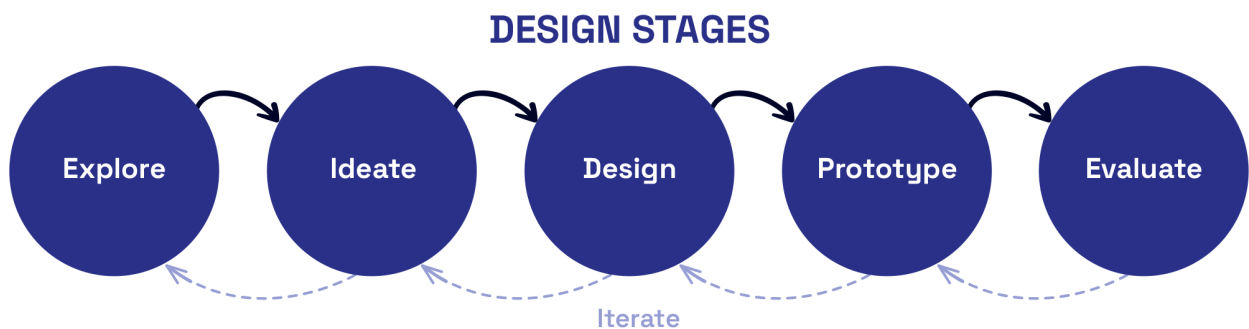 DESIGN STAGES
Explore
Ideate
Design
Prototype
Evaluate
Iterate